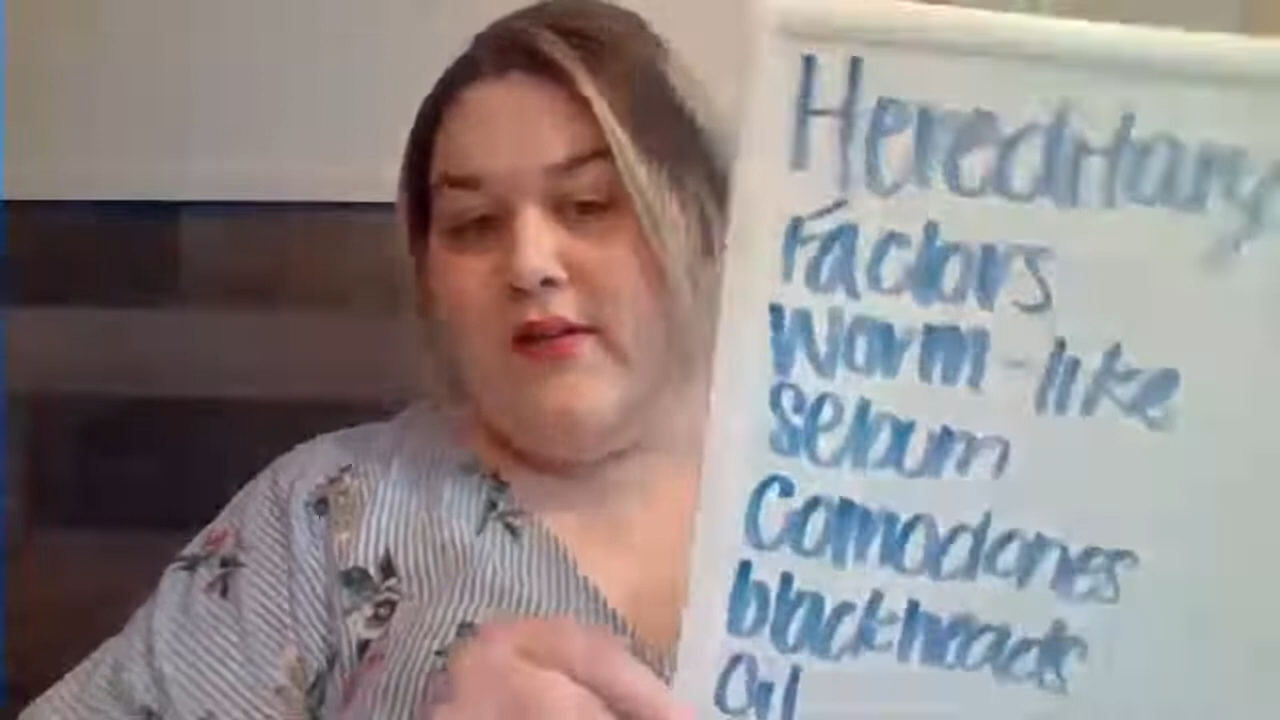 Hereditary
Factors
Worm-like
Sebum
Comodones
blackheads
Oil